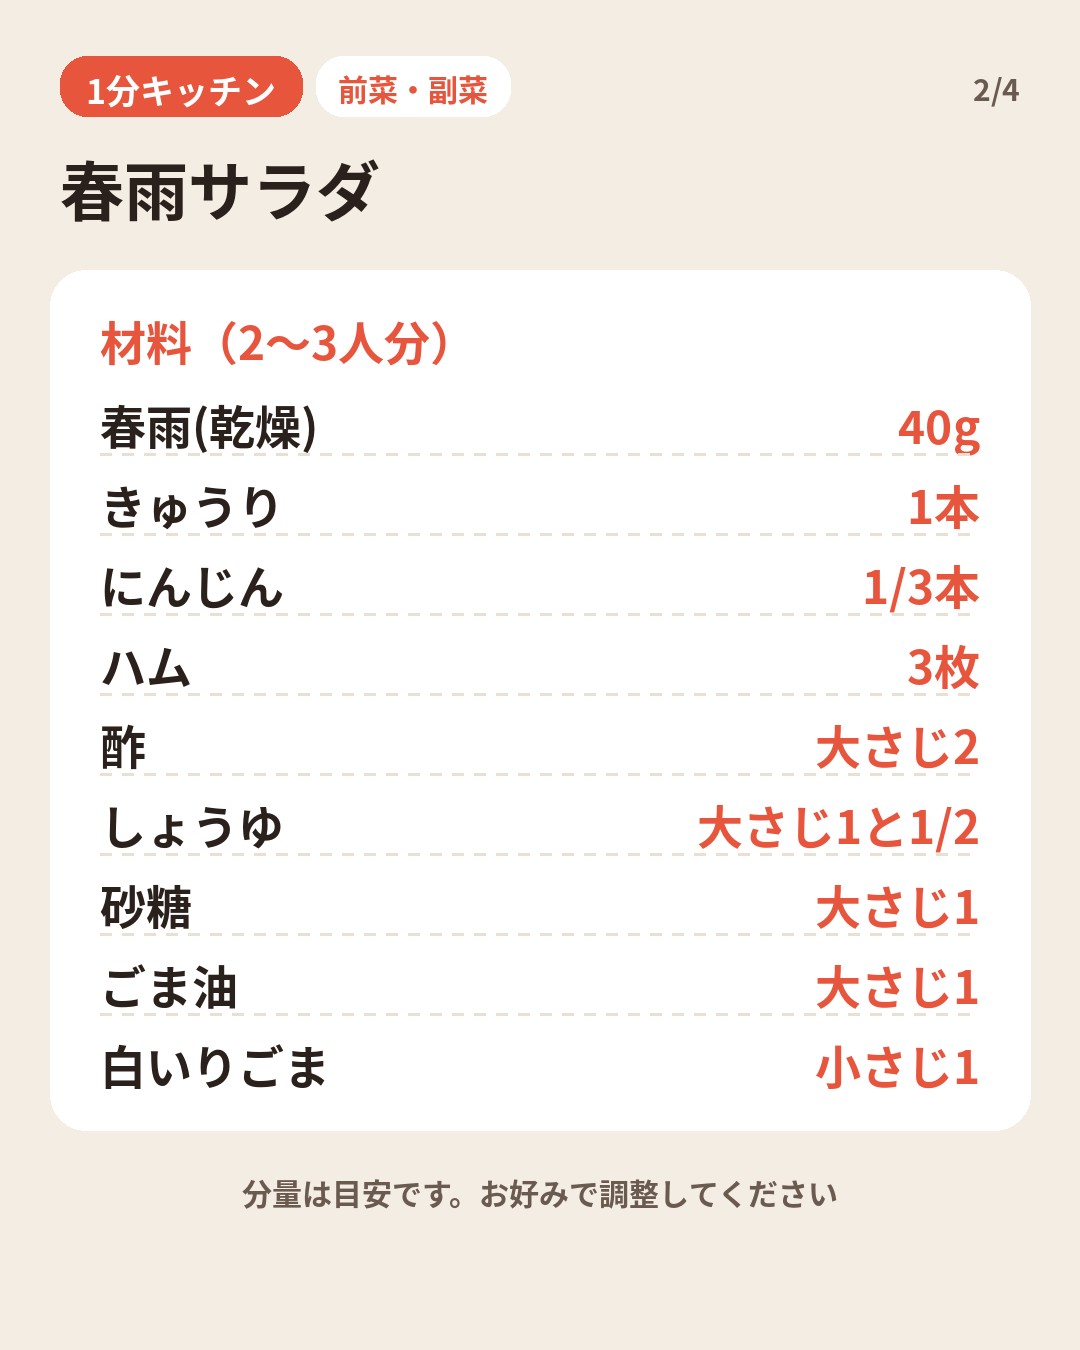 1分キッチン 前菜・副菜 2/4
春雨サラダ
材料（2〜3人分）
春雨(乾燥) 40g
きゅうり 1本
にんじん 1/3本
ハム 3枚
酢 大さじ2
しょうゆ 大さじ1と1/2
砂糖 大さじ1
ごま油 大さじ1
白いりごま 小さじ1
分量は目安です。お好みで調整してください